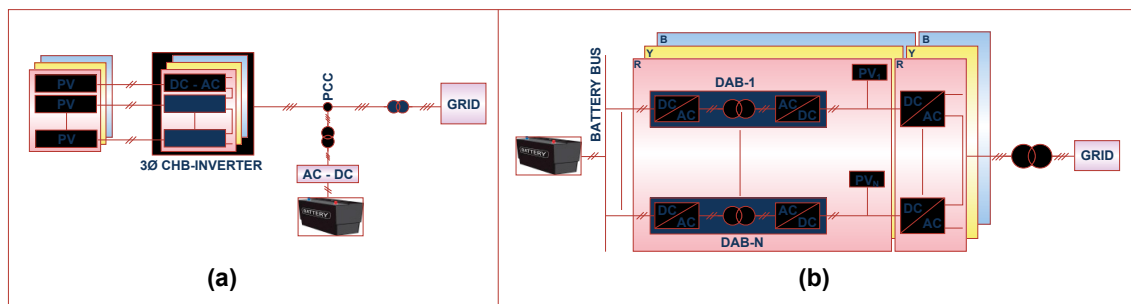 PV
PV
PV
DC - AC
3Ø CHB-INVERTER
PCC
GRID
AC - DC
BATTERY
(a)
BATTERY
BATTERY BUS
B
Y
R
DAB-1
DC
AC
AC
DC
PV1
DC
AC
AC
DC
DAB-N
PVN
B
Y
R
DC
AC
DC
AC
GRID
(b)